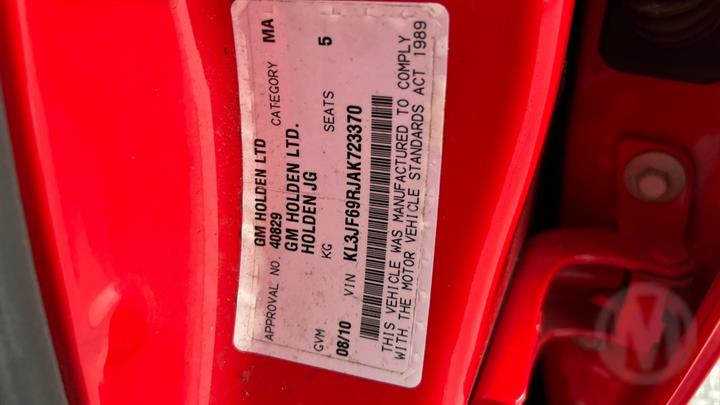 GM HOLDEN LTD
APPROVAL NO. 40829 CATEGORY MA
GM HOLDEN LTD.
HOLDEN JG
GVM KG SEATS 5
08/10 VIN KL3JF69RJAK723370
THIS VEHICLE WAS MANUFACTURED TO COMPLY
WITH THE MOTOR VEHICLE STANDARDS ACT 1989
M